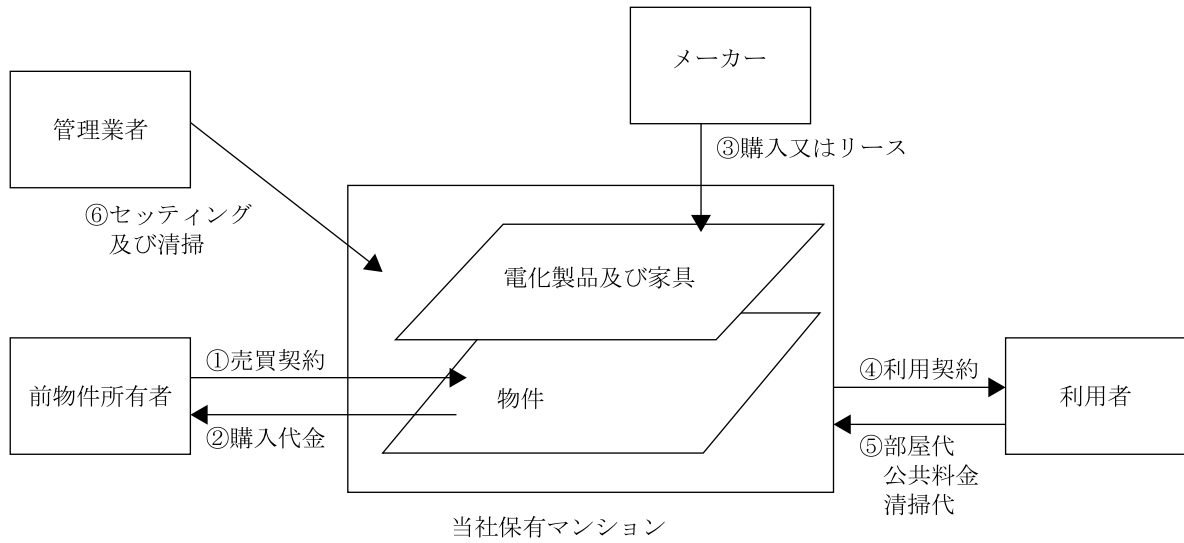 メーカー
管理業者
③購入又はリース
⑥セッティング
及び清掃
電化製品及び家具
①売買契約
④利用契約
前物件所有者
物件
利用者
②購入代金
⑤部屋代
公共料金
清掃代
当社保有マンション